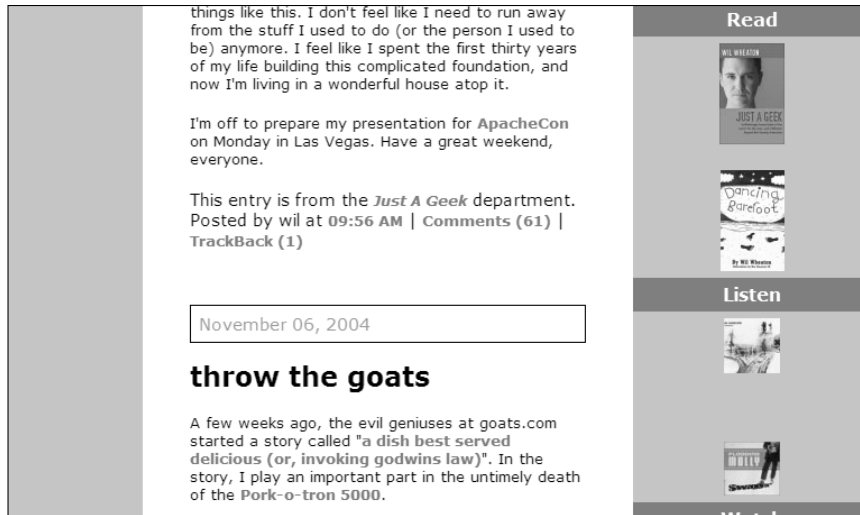 things like this. I don't feel like I need to run away
from the stuff I used to do (or the person I used to
be) anymore. I feel like I spent the first thirty years
of my life building this complicated foundation, and
now I'm living in a wonderful house atop it.
I'm off to prepare my presentation for ApacheCon
on Monday in Las Vegas. Have a great weekend,
everyone.
This entry is from the Just A Geek department.
Posted by wil at 09:56 AM | Comments (61) |
TrackBack (1)
November 06, 2004
throw the goats
A few weeks ago, the evil geniuses at goats.com
started a story called "a dish best served
delicious (or, invoking godwins law)". In the
story, I play an important part in the untimely death
of the Pork-o-tron 5000.
Read
WIL WHEATON
JUST A GEEK
Dancing
Barefoot
By Wil Wheaton
Listen
FLOGGING
MOLLY
Swagger